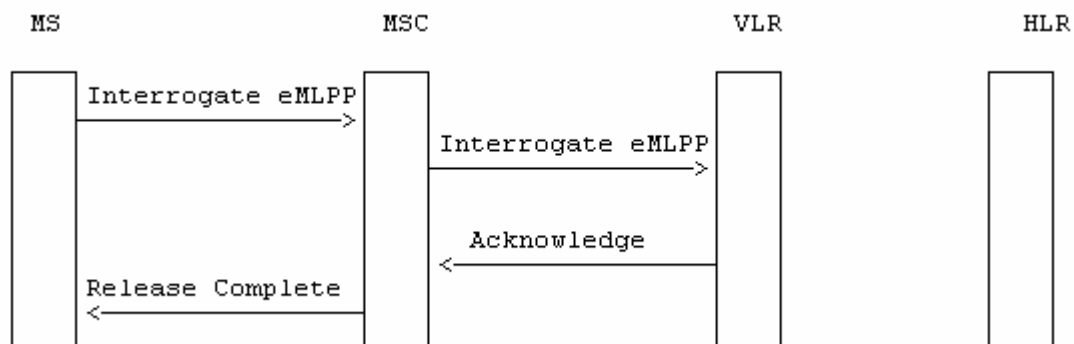 MS MSC VLR HLR
Interrogate eMLPP
Interrogate eMLPP
Acknowledge
Release Complete